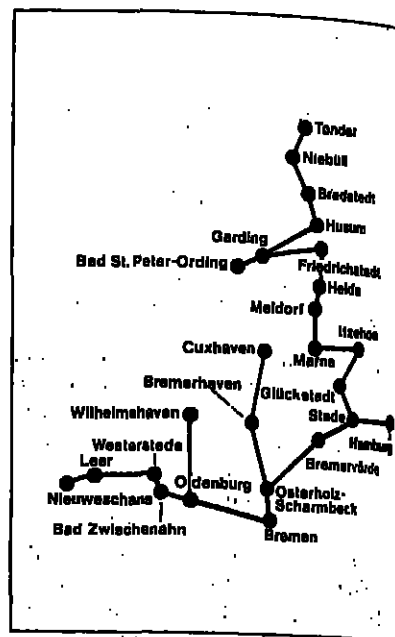 Tonder
Niebüll
Bredstedt
Husum
Garding
Bad St. Peter-Ording
Friedrichstadt
Heide
Meldorf
Itzehoe
Cuxhaven
Marne
Bremerhaven
Glückstadt
Wilhelmshaven
Stade
Hamburg
Westerstede
Bremervörde
Leer
Oldenburg
Osterholz-
Scharmbeck
Nieuweschans
Bad Zwischenahn
Bremen